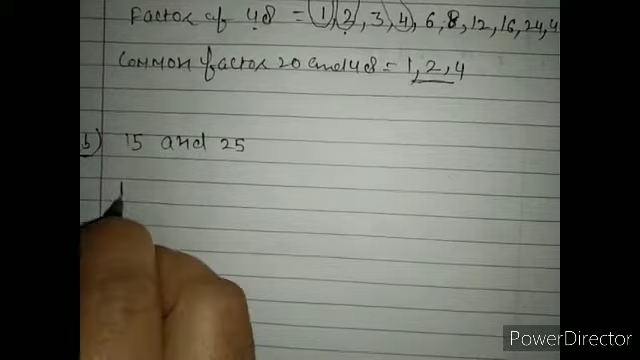 Factor of 48 = 1, 2, 3, 4, 6, 8, 12, 16, 24, 4
Common factor 20 and 48 = 1, 2, 4
b) 15 and 25
PowerDirector